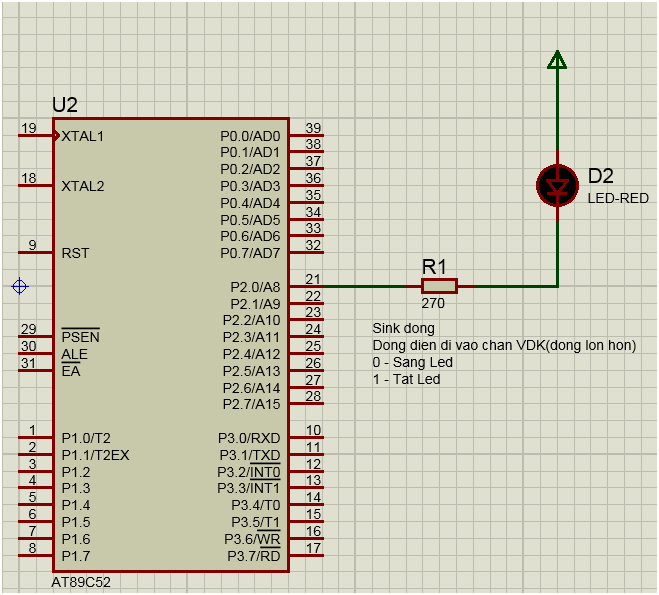 U2
19
XTAL1
18
XTAL2
9
RST
29
PSEN
30
ALE
31
EA
1
P1.0/T2
2
P1.1/T2EX
3
P1.2
4
P1.3
5
P1.4
6
P1.5
7
P1.6
8
P1.7
P0.0/AD0
39
P0.1/AD1
38
P0.2/AD2
37
P0.3/AD3
36
P0.4/AD4
35
P0.5/AD5
34
P0.6/AD6
33
P0.7/AD7
32
P2.0/A8
21
P2.1/A9
22
P2.2/A10
23
P2.3/A11
24
P2.4/A12
25
P2.5/A13
26
P2.6/A14
27
P2.7/A15
28
P3.0/RXD
10
P3.1/TXD
11
P3.2/INT0
12
P3.3/INT1
13
P3.4/T0
14
P3.5/T1
15
P3.6/WR
16
P3.7/RD
17
AT89C52
R1
270
D2
LED-RED
Sink dong
Dong dien di vao chan VDK(dong lon hon)
0 - Sang Led
1 - Tat Led